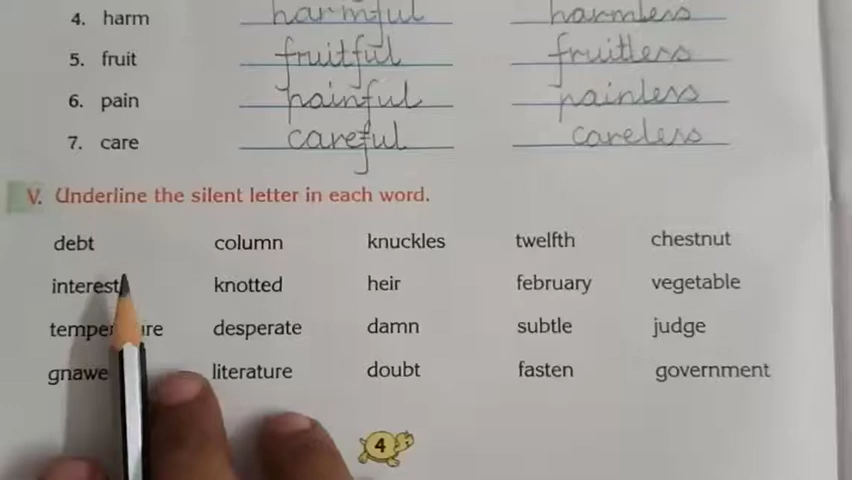 4. harm harmful harmless
5. fruit fruitful fruitless
6. pain painful painless
7. care careful careless
V. Underline the silent letter in each word.
debt column knuckles twelfth chestnut
interest knotted heir february vegetable
desperate damn subtle judge
literature doubt fasten government
4